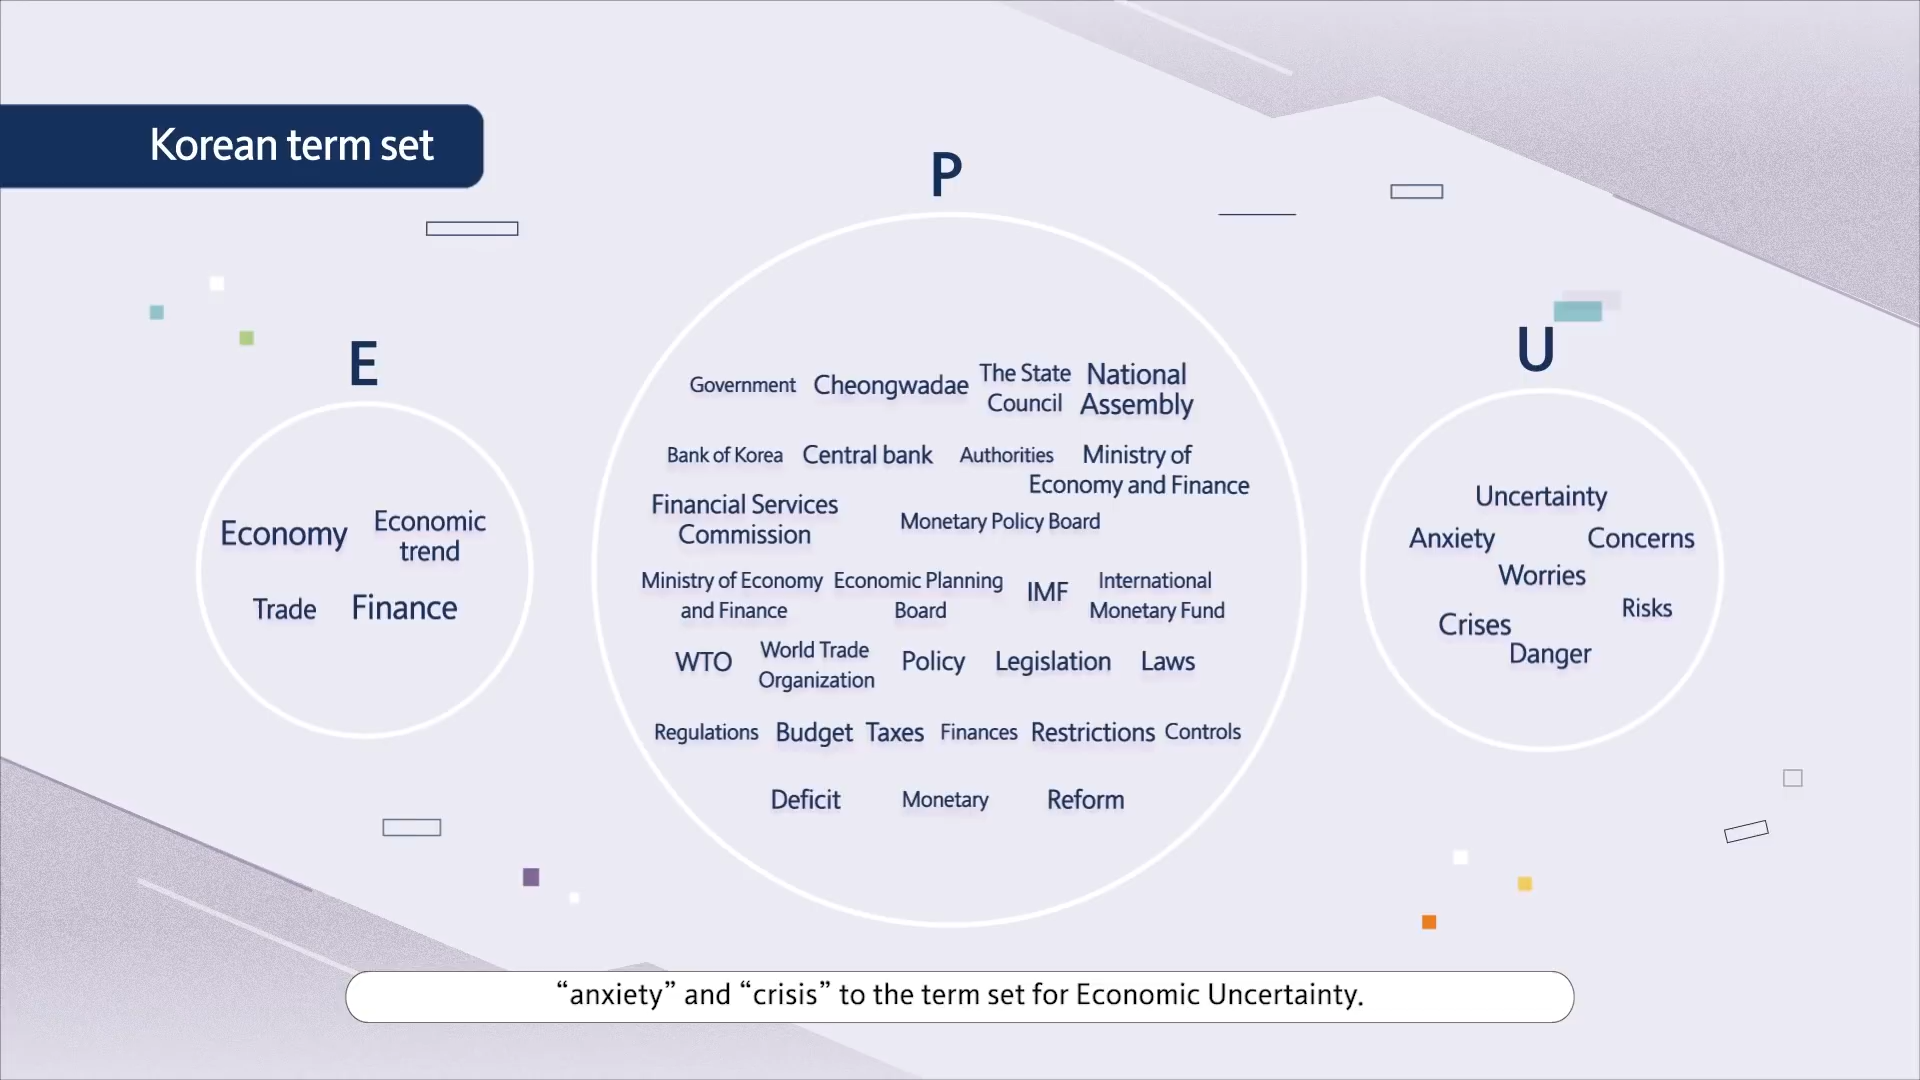 Korean term set
P
E
U
Government Cheongwadae The State Council National Assembly
Bank of Korea Central bank Authorities Ministry of Economy and Finance
Financial Services Commission Monetary Policy Board
Ministry of Economy and Finance Economic Planning Board IMF International Monetary Fund
WTO World Trade Organization Policy Legislation Laws
Regulations Budget Taxes Finances Restrictions Controls
Deficit Monetary Reform
Economy Economic trend
Trade Finance
Uncertainty
Anxiety Concerns
Worries
Risks
Crises
Danger
“anxiety” and “crisis” to the term set for Economic Uncertainty.